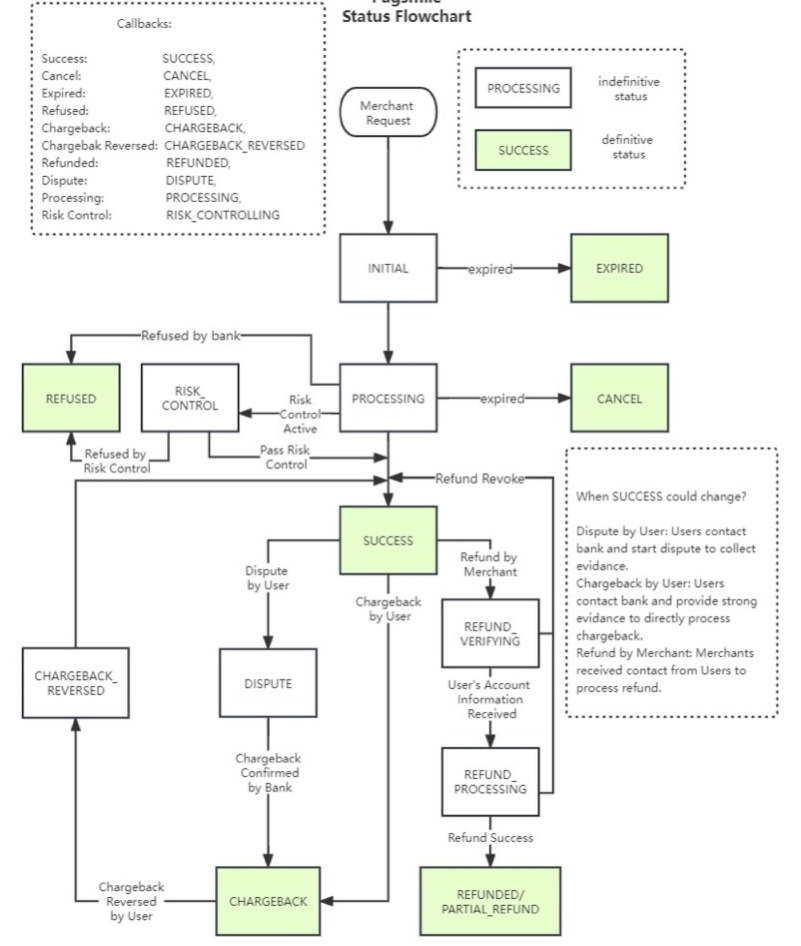 Status Flowchart
Callbacks:
Success: SUCCESS,
Cancel: CANCEL,
Expired: EXPIRED,
Refused: REFUSED,
Chargeback: CHARGEBACK,
Chargebak Reversed: CHARGEBACK_REVERSED
Refunded: REFUNDED,
Dispute: DISPUTE,
Processing: PROCESSING,
Risk Control: RISK_CONTROLLING
PROCESSING
indefinitive
status
SUCCESS
definitive
status
Merchant
Request
INITIAL
expired
EXPIRED
Refused by bank
REFUSED
RISK_
CONTROL
Risk
Control
Active
PROCESSING
expired
CANCEL
Refused by
Risk Control
Pass Risk
Control
Refund Revoke
SUCCESS
Dispute
by User
Chargeback
by User
Refund by
Merchant
When SUCCESS could change?
Dispute by User: Users contact
bank and start dispute to collect
evidence.
Chargeback by User: Users
contact bank and provide strong
evidence to directly process
chargeback.
Refund by Merchant: Merchants
received contact from Users to
process refund.
REFUND_
VERIFYING
CHARGEBACK_
REVERSED
DISPUTE
User's Account
Information
Received
Chargeback
Confirmed
by Bank
REFUND_
PROCESSING
Refund Success
Chargeback
Reversed
by User
CHARGEBACK
REFUNDED/
PARTIAL_REFUND